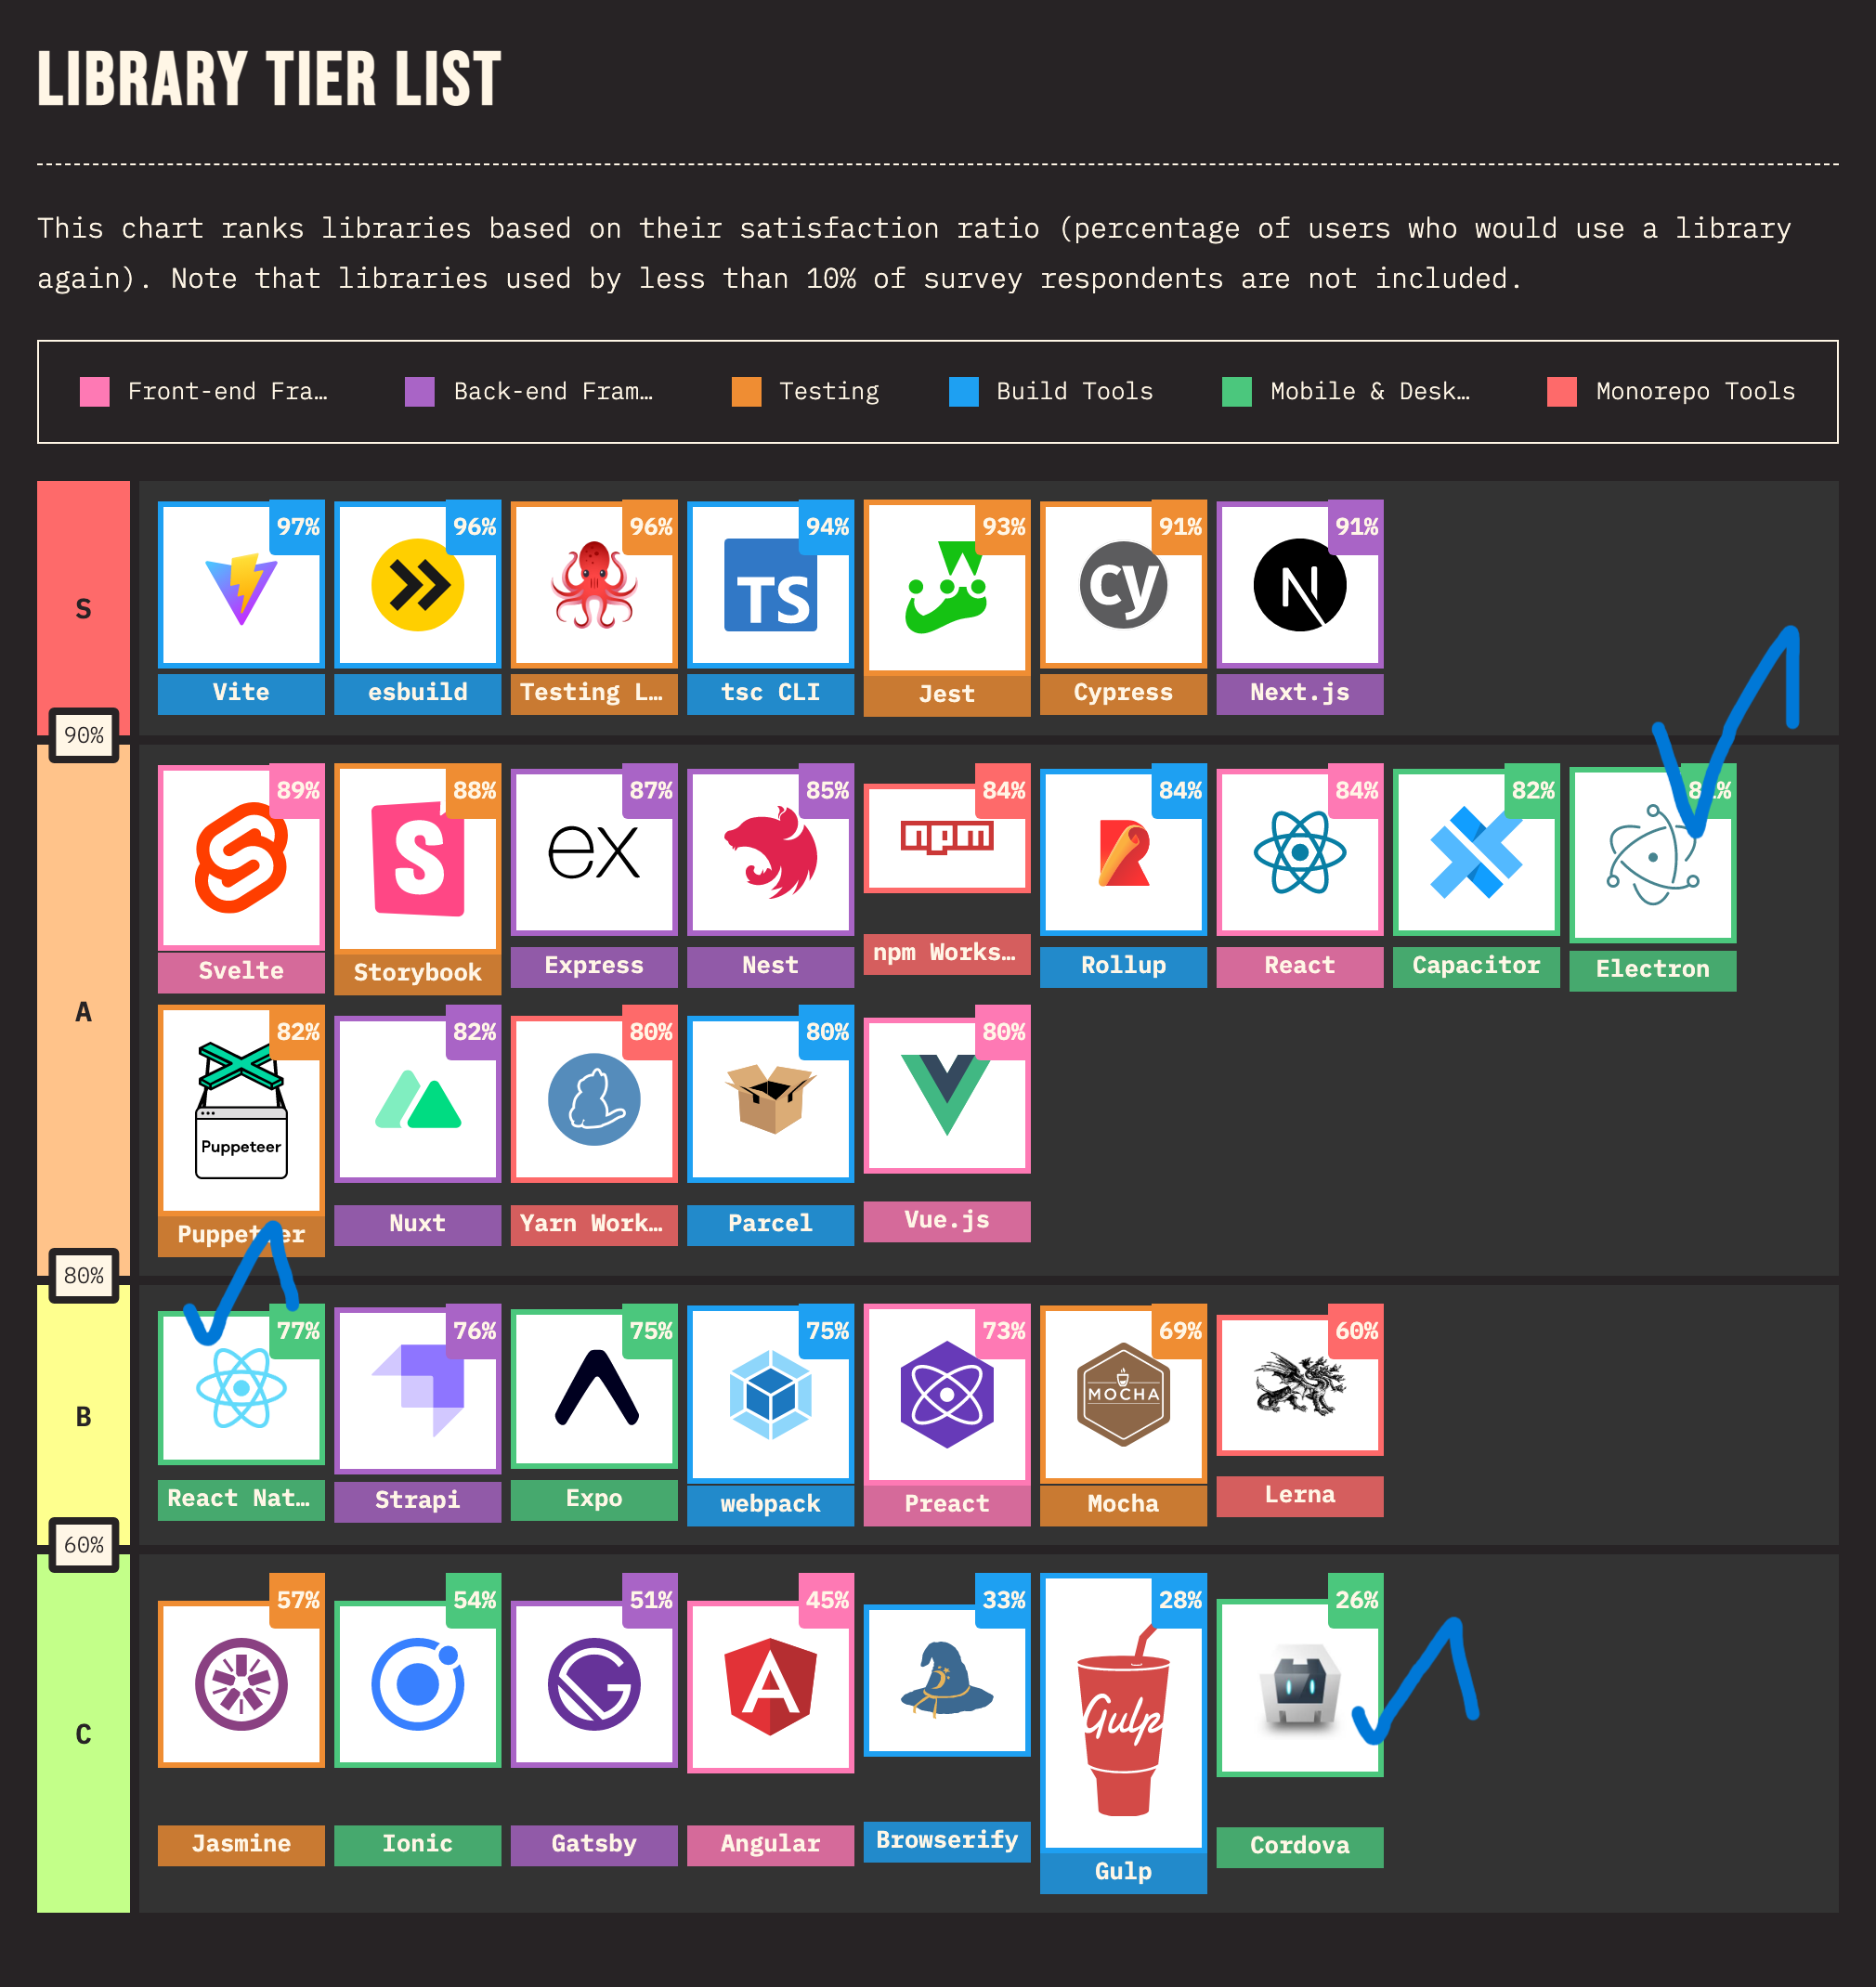 LIBRARY TIER LIST
This chart ranks libraries based on their satisfaction ratio (percentage of users who would use a library
again). Note that libraries used by less than 10% of survey respondents are not included.
Front-end Fra… Back-end Fram… Testing Build Tools Mobile & Desk… Monorepo Tools
S
97% 96% 96% 94% 93% 91% 91%
TS cy N
Vite esbuild Testing L… tsc CLI Jest Cypress Next.js
90%
A
89% 88% 87% 85% 84% 84% 84% 82%
S ex npm R
Svelte Storybook Express Nest npm Works… Rollup React Capacitor Electron
82% 82% 80% 80% 80%
Puppeteer
Puppeteer Nuxt Yarn Work… Parcel Vue.js
80%
B
77% 76% 75% 75% 73% 69% 60%
MOCHA
React Nat… Strapi Expo webpack Preact Mocha Lerna
60%
C
57% 54% 51% 45% 33% 28% 26%
G A Gulp
Jasmine Ionic Gatsby Angular Browserify Gulp Cordova